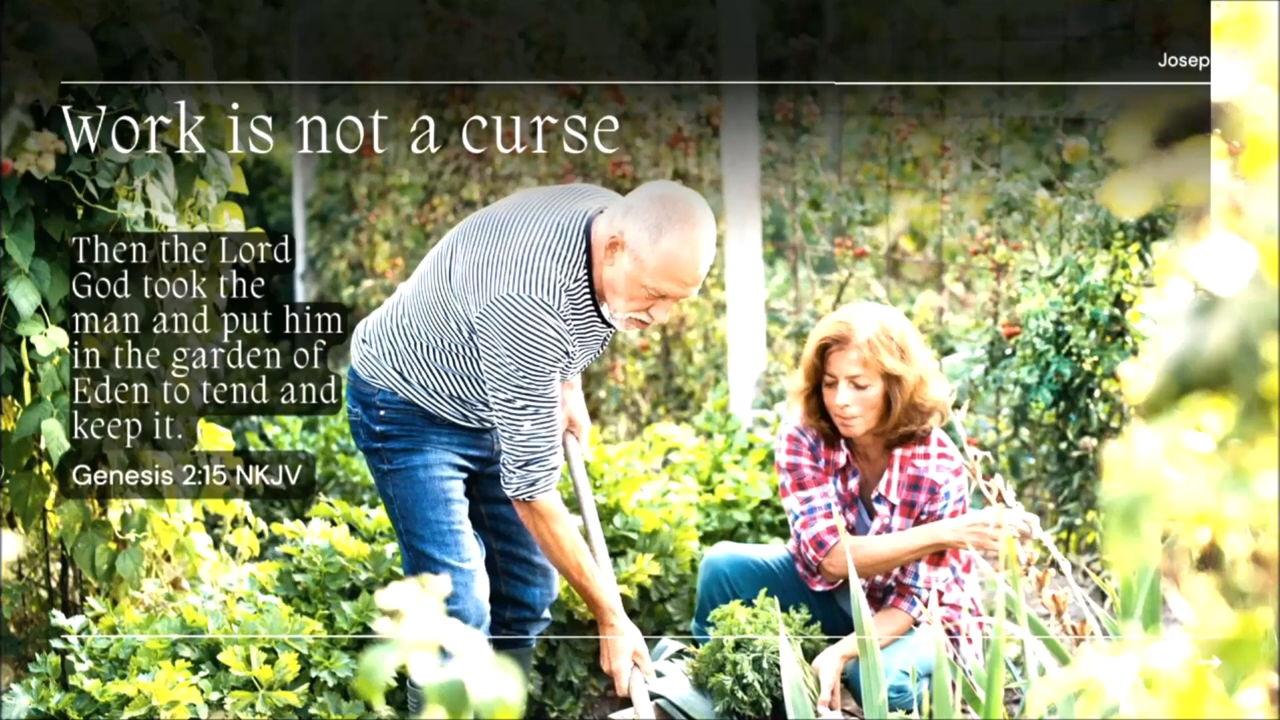 Josep
Work is not a curse
Then the Lord
God took the
man and put him
in the garden of
Eden to tend and
keep it.
Genesis 2:15 NKJV